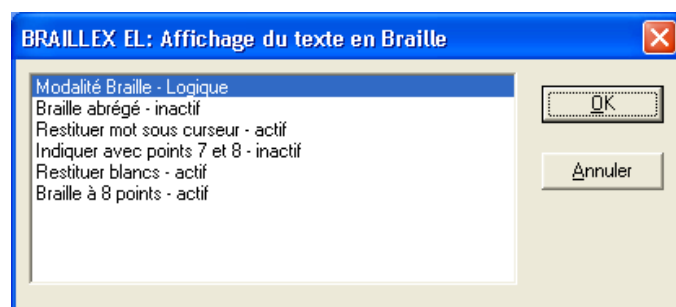 BRAILLEX EL: Affichage du texte en Braille
Modalité Braille - Logique
Braille abrégé - inactif
Restituer mot sous curseur - actif
Indiquer avec points 7 et 8 - inactif
Restituer blancs - actif
Braille à 8 points - actif
OK
Annuler